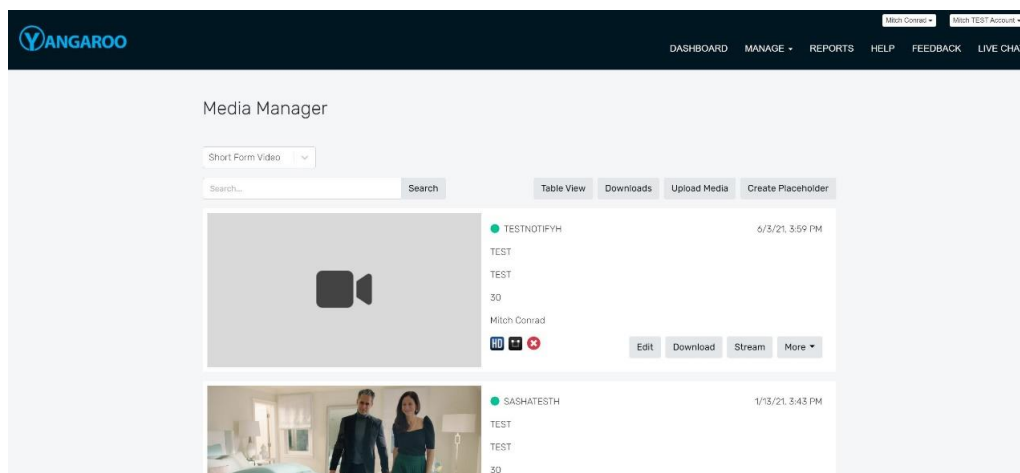 Mitch Conrad Mitch TEST Account
YANGAROO
DASHBOARD MANAGE REPORTS HELP FEEDBACK LIVE CHA
Media Manager
Short Form Video
Search... Search Table View Downloads Upload Media Create Placeholder
TESTNOTIFYH 6/3/21, 3:59 PM
TEST
TEST
30
Mitch Conrad
HD Edit Download Stream More
SASHATESTH 1/13/21, 3:43 PM
TEST
TEST
30